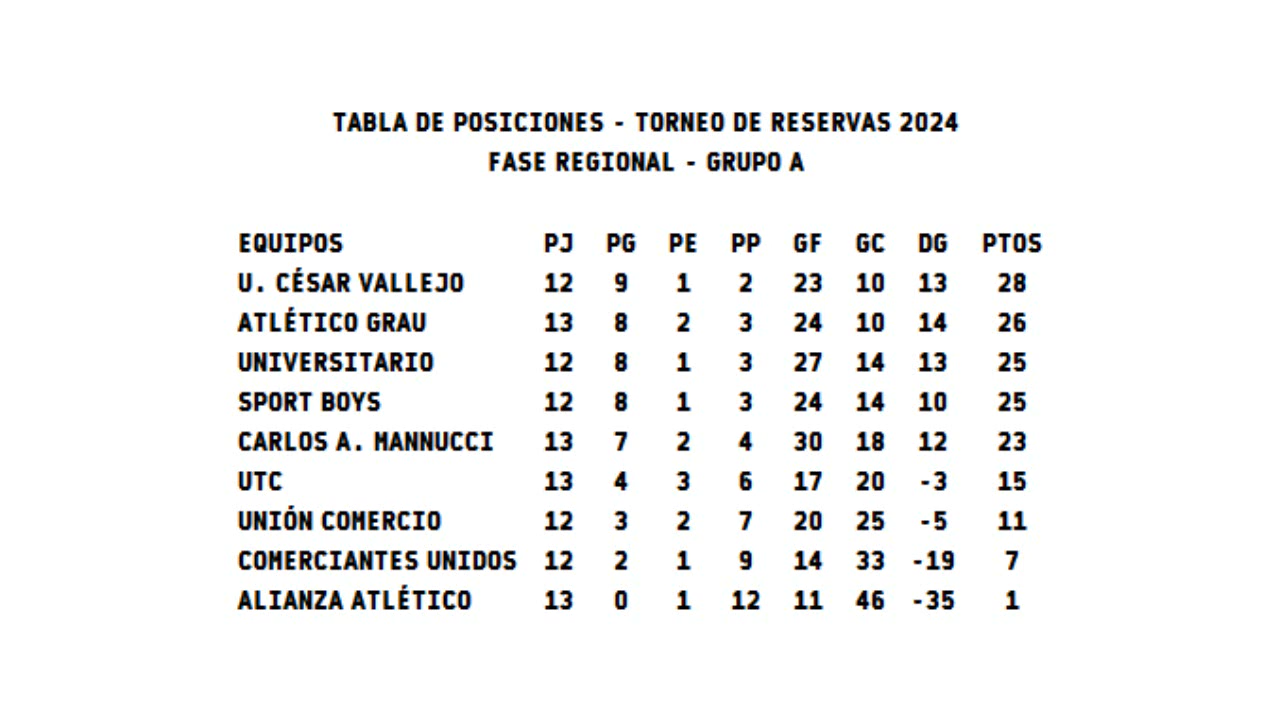 TABLA DE POSICIONES - TORNEO DE RESERVAS 2024
FASE REGIONAL - GRUPO A
EQUIPOS PJ PG PE PP GF GC DG PTOS
U. CÉSAR VALLEJO 12 9 1 2 23 10 13 28
ATLÉTICO GRAU 13 8 2 3 24 10 14 26
UNIVERSITARIO 12 8 1 3 27 14 13 25
SPORT BOYS 12 8 1 3 24 14 10 25
CARLOS A. MANNUCCI 13 7 2 4 30 18 12 23
UTC 13 4 3 6 17 20 -3 15
UNIÓN COMERCIO 12 3 2 7 20 25 -5 11
COMERCIANTES UNIDOS 12 2 1 9 14 33 -19 7
ALIANZA ATLÉTICO 13 0 1 12 11 46 -35 1